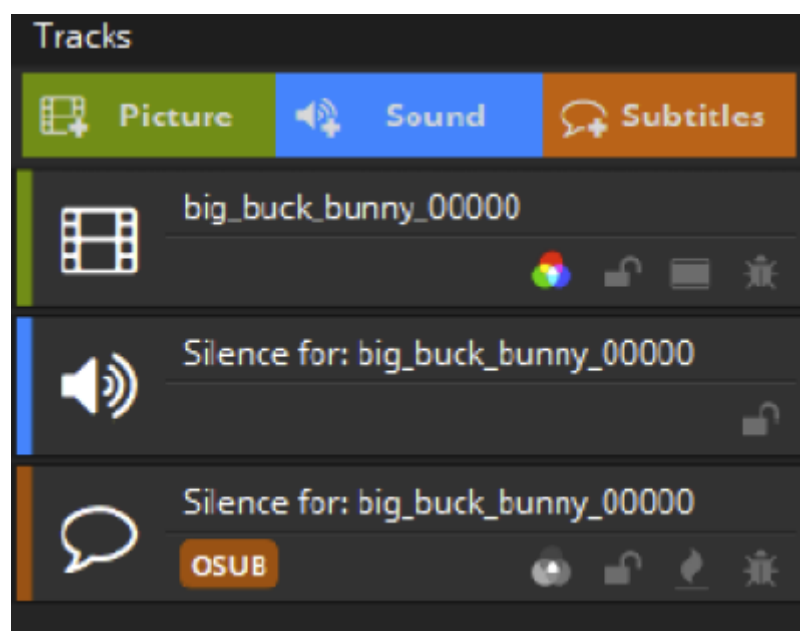 Tracks
Picture Sound Subtitles
big_buck_bunny_00000
Silence for: big_buck_bunny_00000
Silence for: big_buck_bunny_00000
OSUB